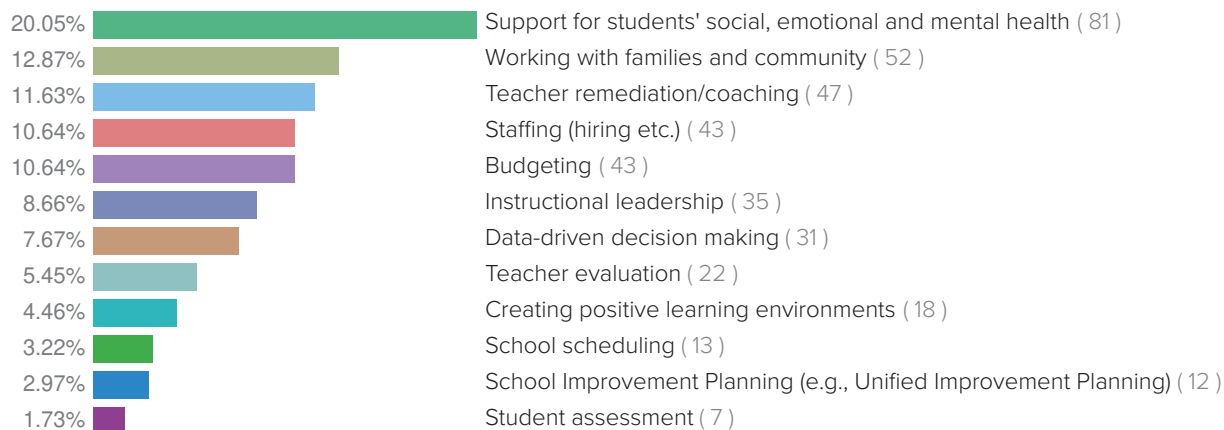 20.05% Support for students' social, emotional and mental health ( 81 )
12.87% Working with families and community ( 52 )
11.63% Teacher remediation/coaching ( 47 )
10.64% Staffing (hiring etc.) ( 43 )
10.64% Budgeting ( 43 )
8.66% Instructional leadership ( 35 )
7.67% Data-driven decision making ( 31 )
5.45% Teacher evaluation ( 22 )
4.46% Creating positive learning environments ( 18 )
3.22% School scheduling ( 13 )
2.97% School Improvement Planning (e.g., Unified Improvement Planning) ( 12 )
1.73% Student assessment ( 7 )